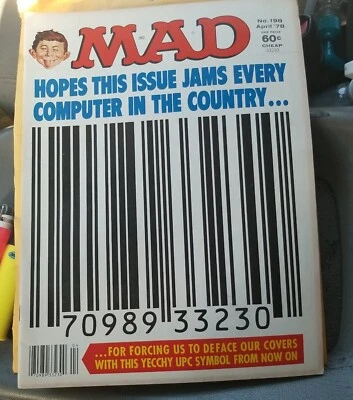 MAD
No. 198
April '78
60¢
CHEAP
HOPES THIS ISSUE JAMS EVERY
COMPUTER IN THE COUNTRY...
70989 33230
...FOR FORCING US TO DEFACE OUR COVERS
WITH THIS YECCHY UPC SYMBOL FROM NOW ON
04